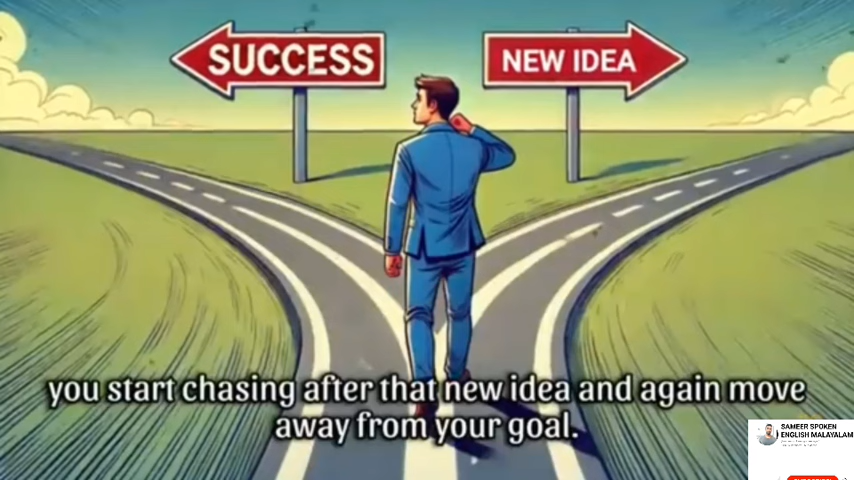 SUCCESS
NEW IDEA
you start chasing after that new idea and again move
away from your goal.
SAMEER SPOKEN
ENGLISH MALAYALAM